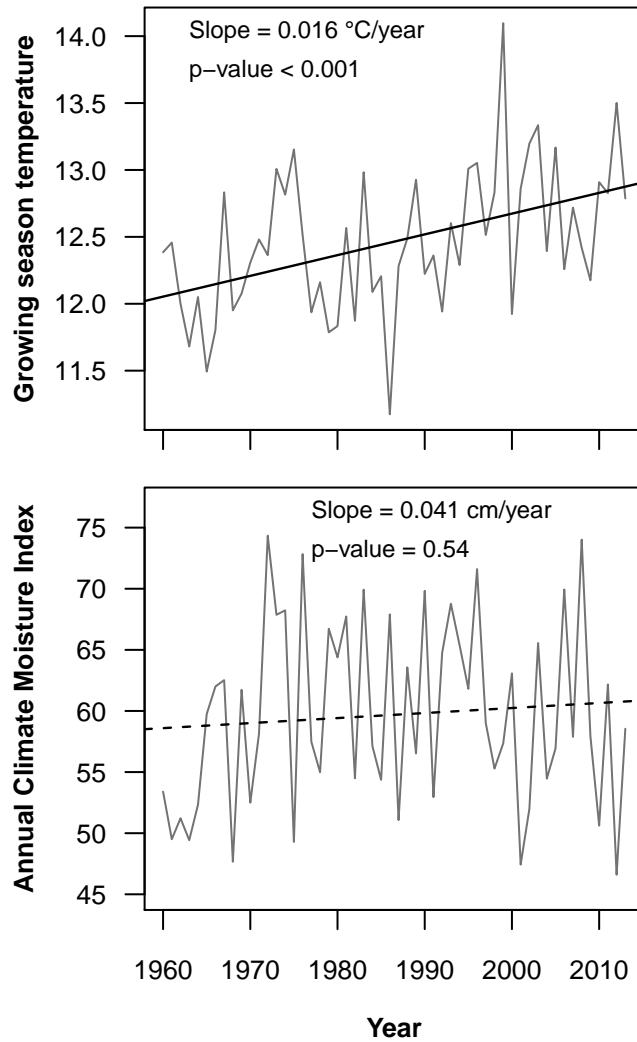 Slope = 0.016 °C/year
p−value < 0.001
Growing season temperature
14.0
13.5
13.0
12.5
12.0
11.5
Slope = 0.041 cm/year
p−value = 0.54
Annual Climate Moisture Index
75
70
65
60
55
50
45
1960 1970 1980 1990 2000 2010
Year